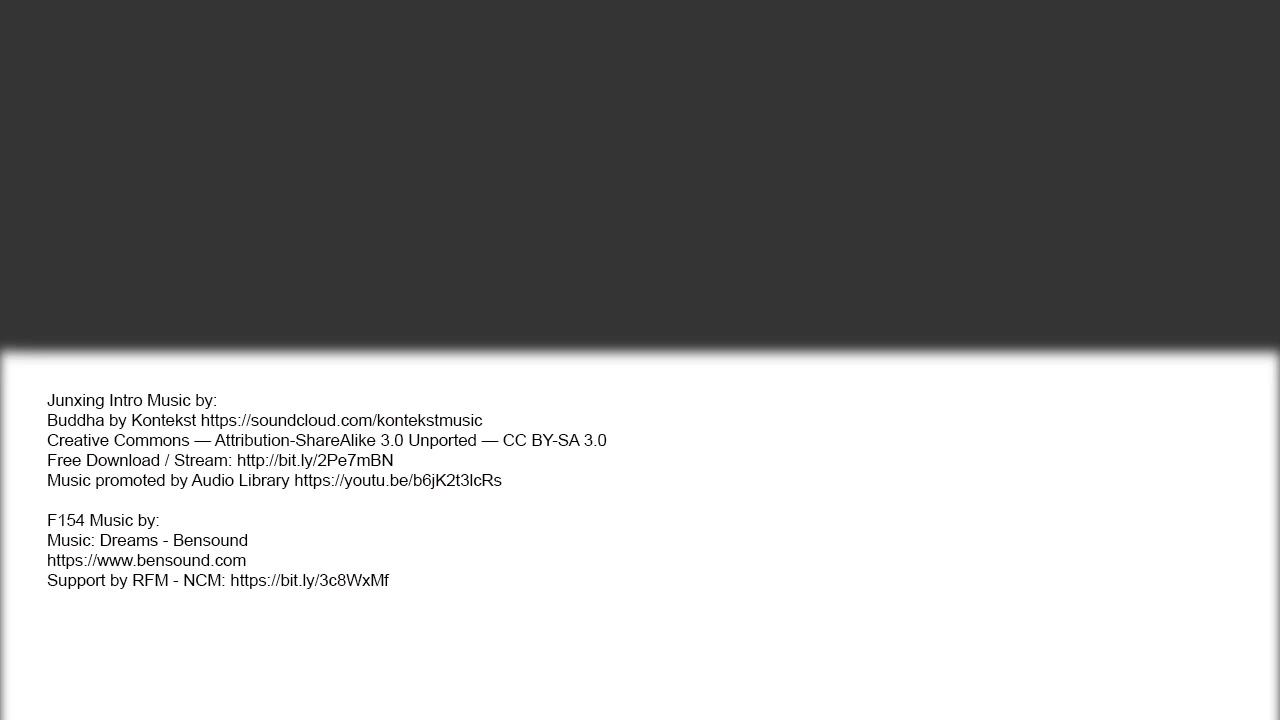 Junxing Intro Music by:
Buddha by Kontekst https://soundcloud.com/kontekstmusic
Creative Commons — Attribution-ShareAlike 3.0 Unported — CC BY-SA 3.0
Free Download / Stream: http://bit.ly/2Pe7mBN
Music promoted by Audio Library https://youtu.be/b6jK2t3lcRs
F154 Music by:
Music: Dreams - Bensound
https://www.bensound.com
Support by RFM - NCM: https://bit.ly/3c8WxMf